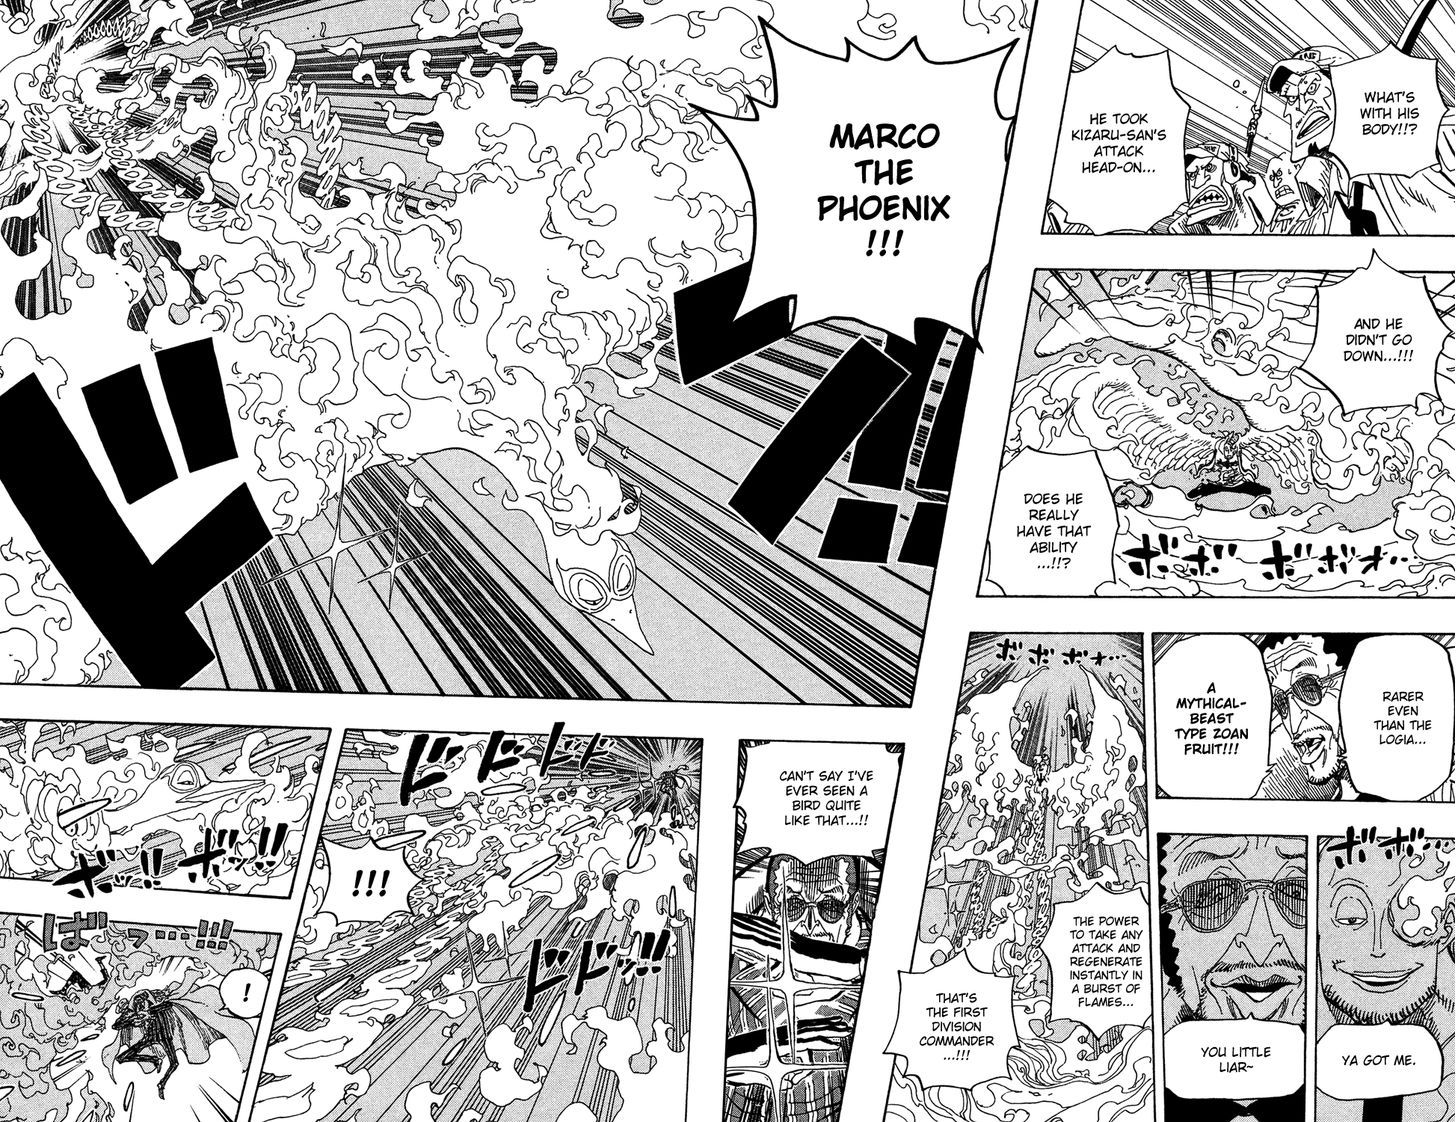 WHAT'S
WITH HIS
BODY!!?
HE TOOK
KIZARU-SAN'S
ATTACK
HEAD-ON...
AND HE
DIDN'T GO
DOWN...!!!
DOES HE
REALLY
HAVE THAT
ABILITY
...!!?
ボボ ボボォ...
RARER
EVEN
THAN THE
LOGIA...
A
MYTHICAL-
BEAST
TYPE ZOAN
FRUIT!!!
ボボッ...
YA GOT ME.
YOU LITTLE
LIAR~
ボボボォ...
THE POWER
TO TAKE ANY
ATTACK AND
REGENERATE
INSTANTLY IN
A BURST OF
FLAMES...
THAT'S
THE FIRST
DIVISION
COMMANDER
...!!!
MARCO
THE
PHOENIX
!!!
ド
ン!!
CAN'T SAY I'VE
EVER SEEN A
BIRD QUITE
LIKE THAT...!!
ドドドド
!!!
ドドッ!!!
ボッ!! ボッ!!
ばっ...!!!
!